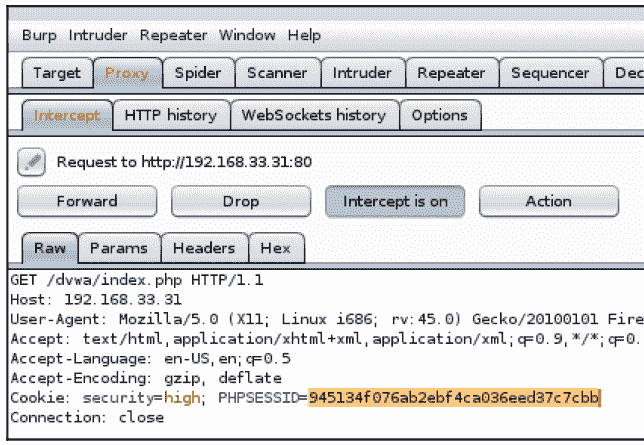 Burp Intruder Repeater Window Help
Target Proxy Spider Scanner Intruder Repeater Sequencer Dec
Intercept HTTP history WebSockets history Options
Request to http://192.168.33.31:80
Forward Drop Intercept is on Action
Raw Params Headers Hex
GET /dvwa/index.php HTTP/1.1
Host: 192.168.33.31
User-Agent: Mozilla/5.0 (X11; Linux i686; rv:45.0) Gecko/20100101 Fire
Accept: text/html,application/xhtml+xml,application/xml;q=0.9,*/*;q=0.
Accept-Language: en-US,en;q=0.5
Accept-Encoding: gzip, deflate
Cookie: security=high; PHPSESSID=945134f076ab2ebf4ca036eed37c7cbb
Connection: close